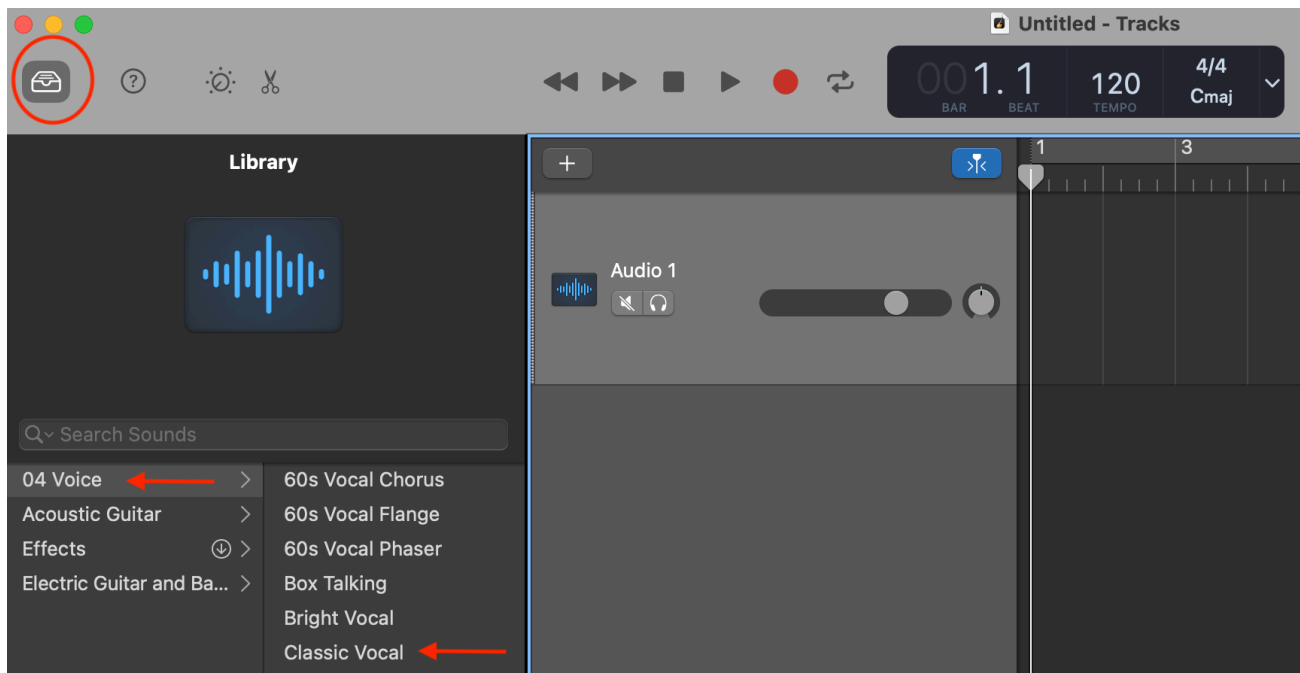 Untitled - Tracks
001.1
BAR BEAT
120
TEMPO
4/4
Cmaj
Library
1 3
Audio 1
Search Sounds
04 Voice
Acoustic Guitar
Effects
Electric Guitar and Ba...
60s Vocal Chorus
60s Vocal Flange
60s Vocal Phaser
Box Talking
Bright Vocal
Classic Vocal